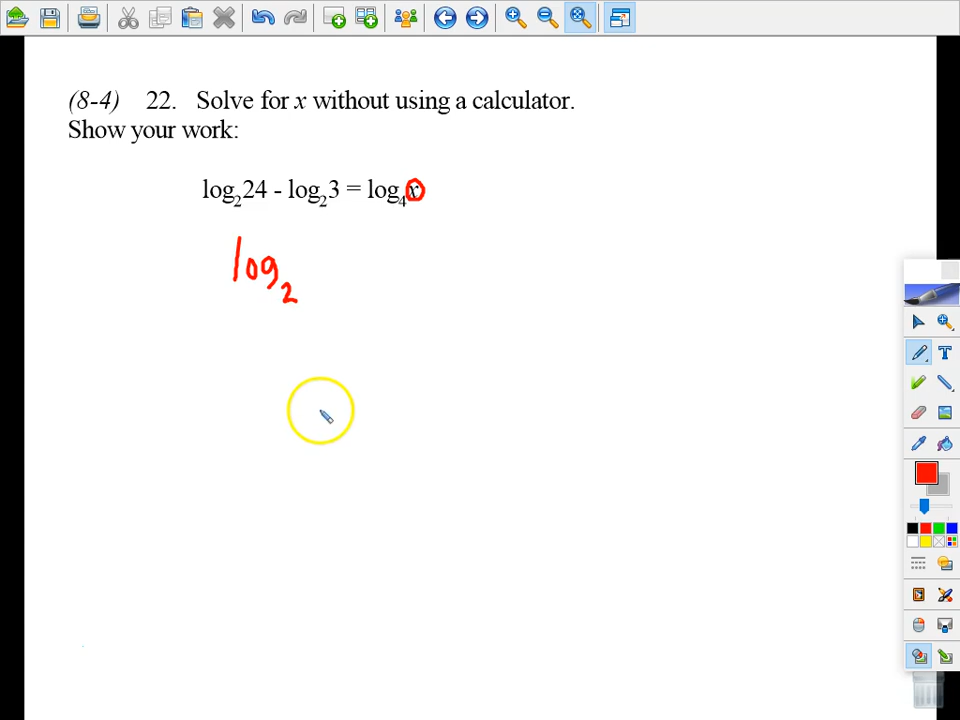 (8-4) 22. Solve for x without using a calculator.
Show your work:
log₂24 - log₂3 = log₄x
log₂
T